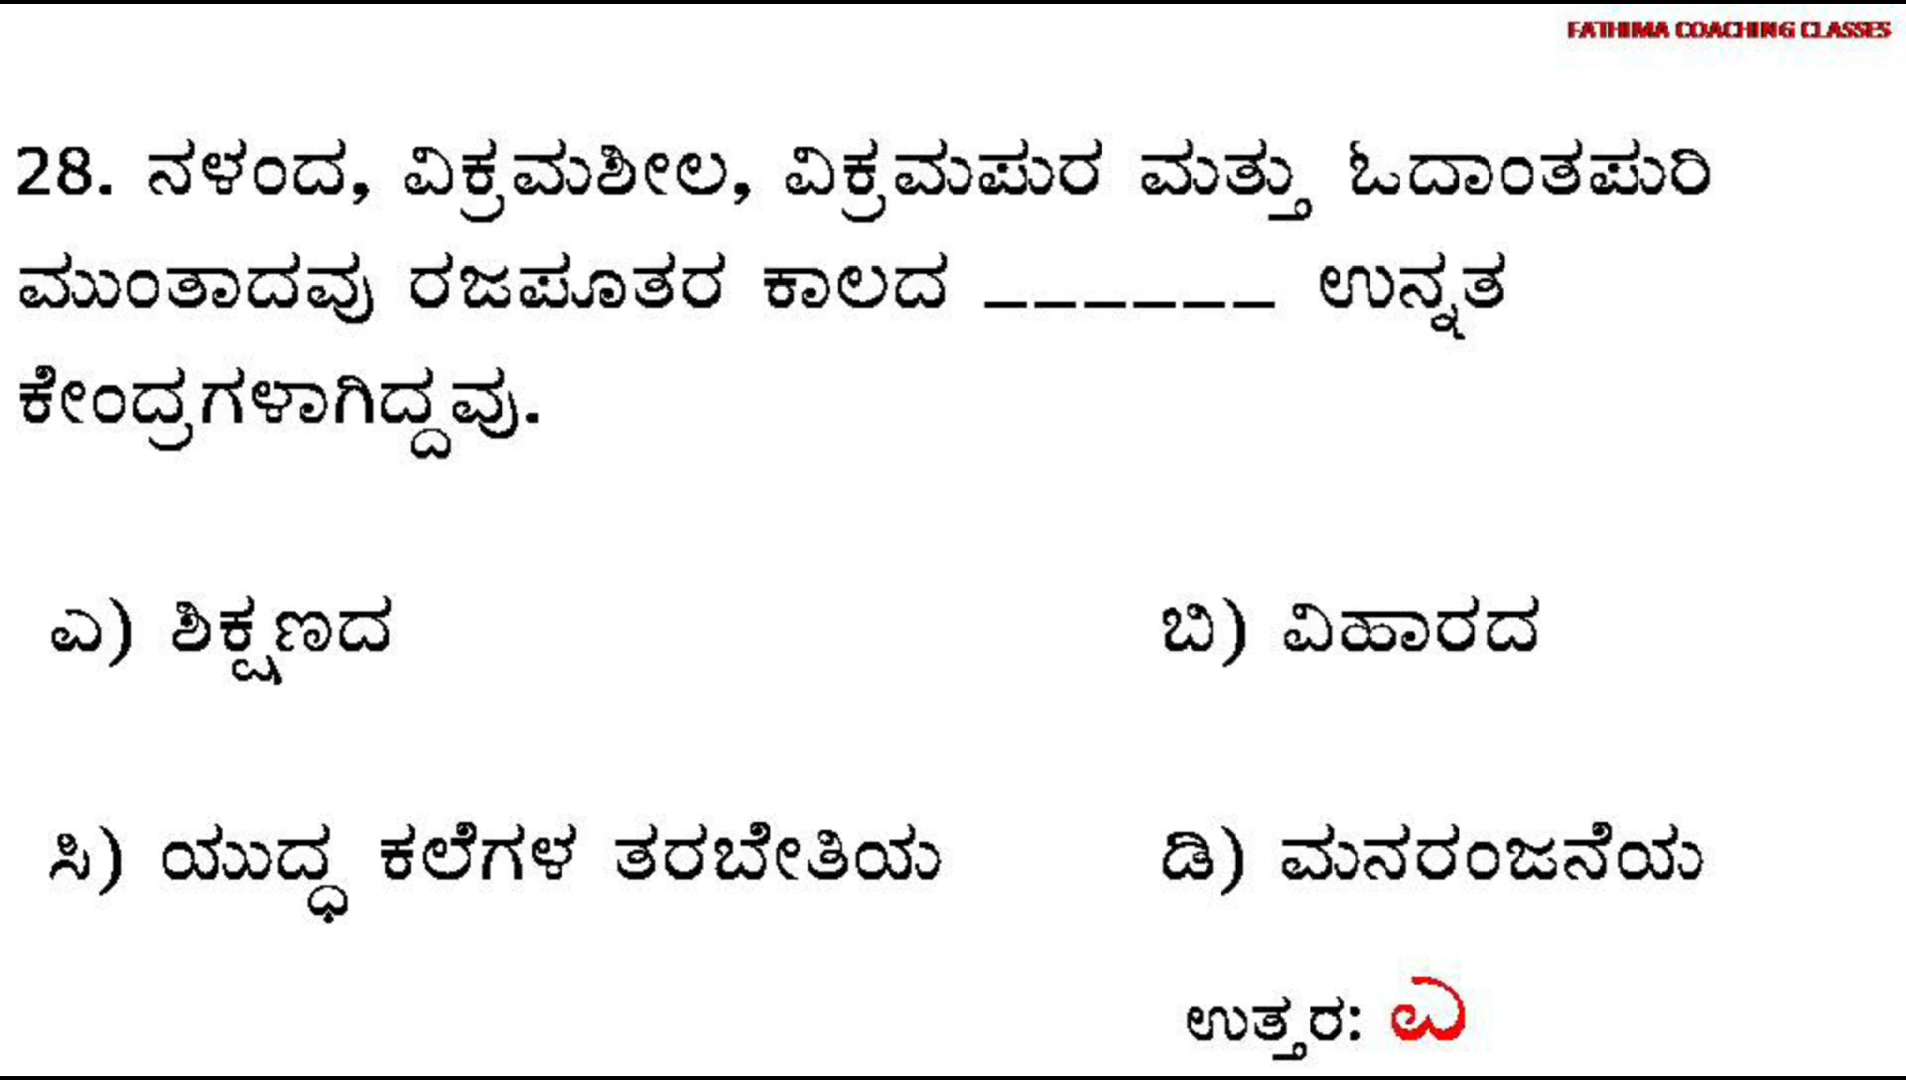 FATHIMA COACHING CLASSES
28. ನಳಂದ, ವಿಕ್ರಮಶೀಲ, ವಿಕ್ರಮಪುರ ಮತ್ತು ಓದಾಂತಪುರಿ
ಮುಂತಾದವು ರಜಪೂತರ ಕಾಲದ ______ ಉನ್ನತ
ಕೇಂದ್ರಗಳಾಗಿದ್ದವು.
ಎ) ಶಿಕ್ಷಣದ ಬಿ) ವಿಹಾರದ
ಸಿ) ಯುದ್ಧ ಕಲೆಗಳ ತರಬೇತಿಯ ಡಿ) ಮನರಂಜನೆಯ
ಉತ್ತರ: ಎ